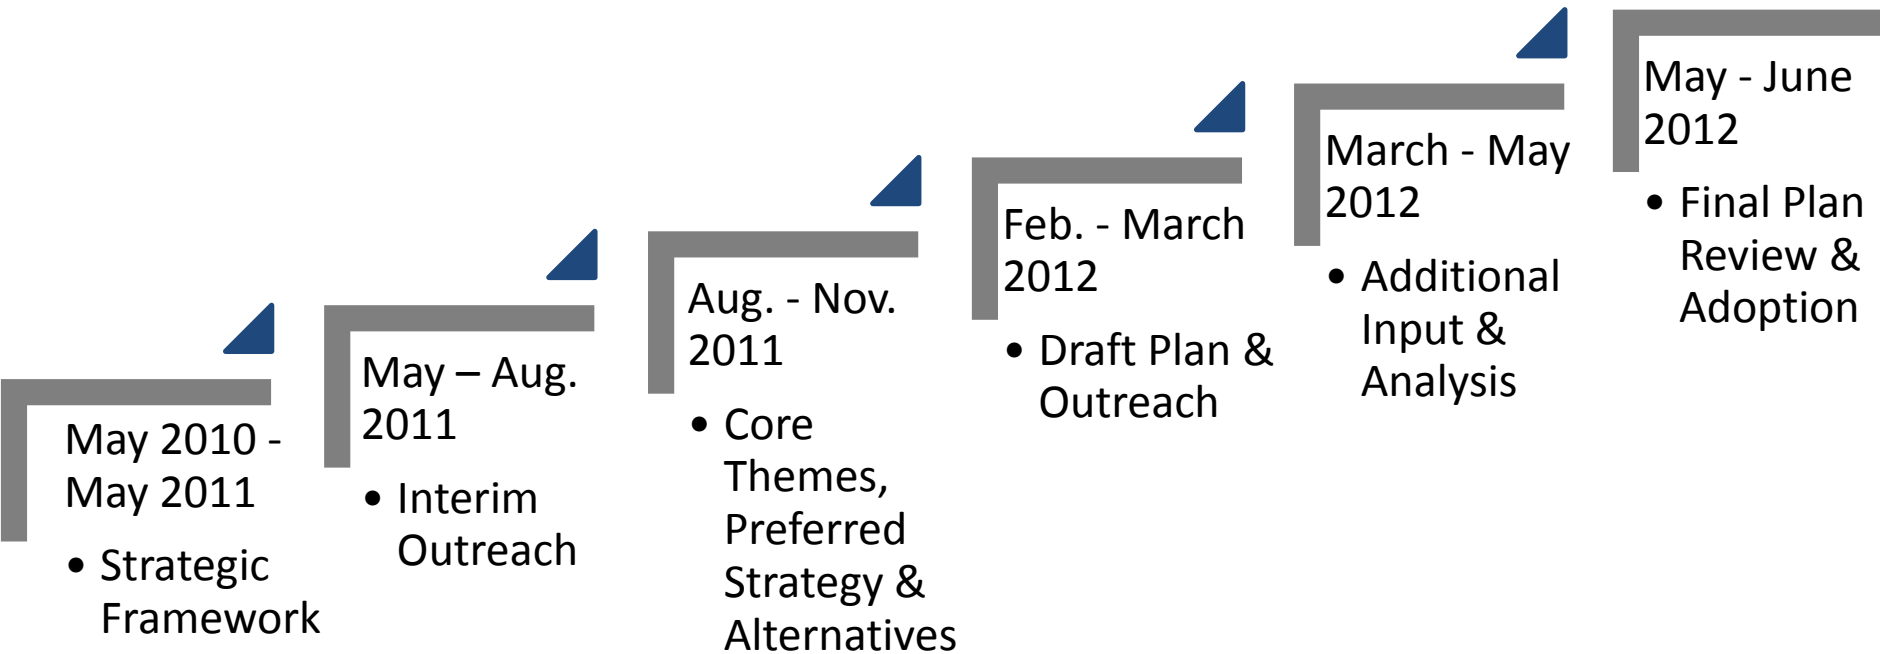 May 2010 -
May 2011
• Strategic
Framework
May – Aug.
2011
• Interim
Outreach
Aug. - Nov.
2011
• Core
Themes,
Preferred
Strategy &
Alternatives
Feb. - March
2012
• Draft Plan &
Outreach
March - May
2012
• Additional
Input &
Analysis
May - June
2012
• Final Plan
Review &
Adoption